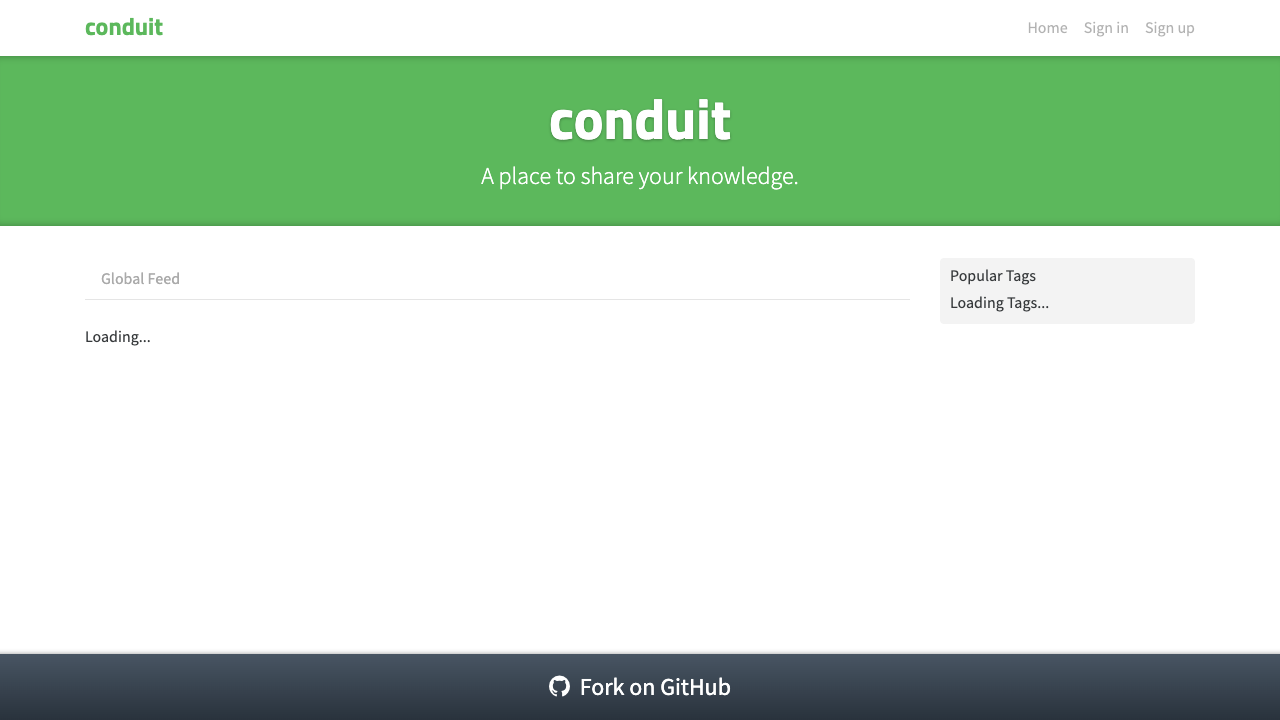 conduit
Home Sign in Sign up
conduit
A place to share your knowledge.
Global Feed
Loading...
Popular Tags
Loading Tags...
Fork on GitHub